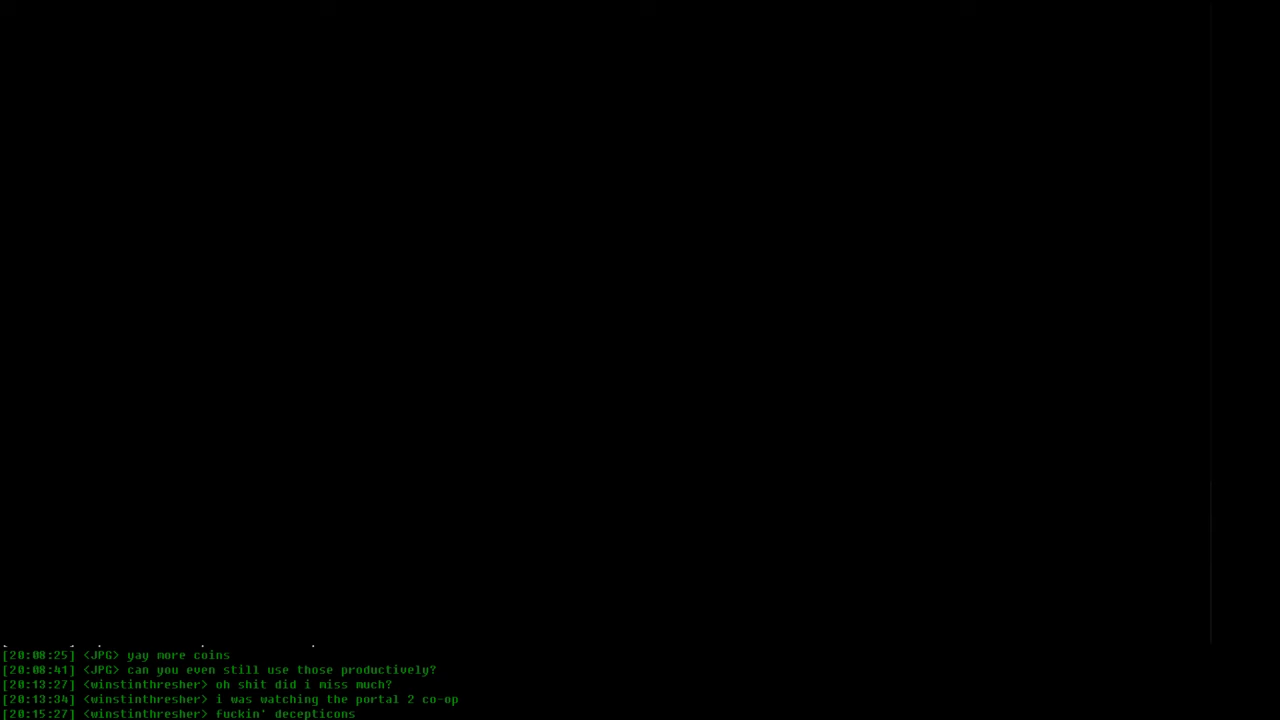 [20:08:25] <JPG> yay more coins
[20:08:41] <JPG> can you even still use those productively?
[20:13:27] <winstinthresher> oh shit did i miss much?
[20:13:34] <winstinthresher> i was watching the portal 2 co-op
[20:15:27] <winstinthresher> fuckin' decepticons